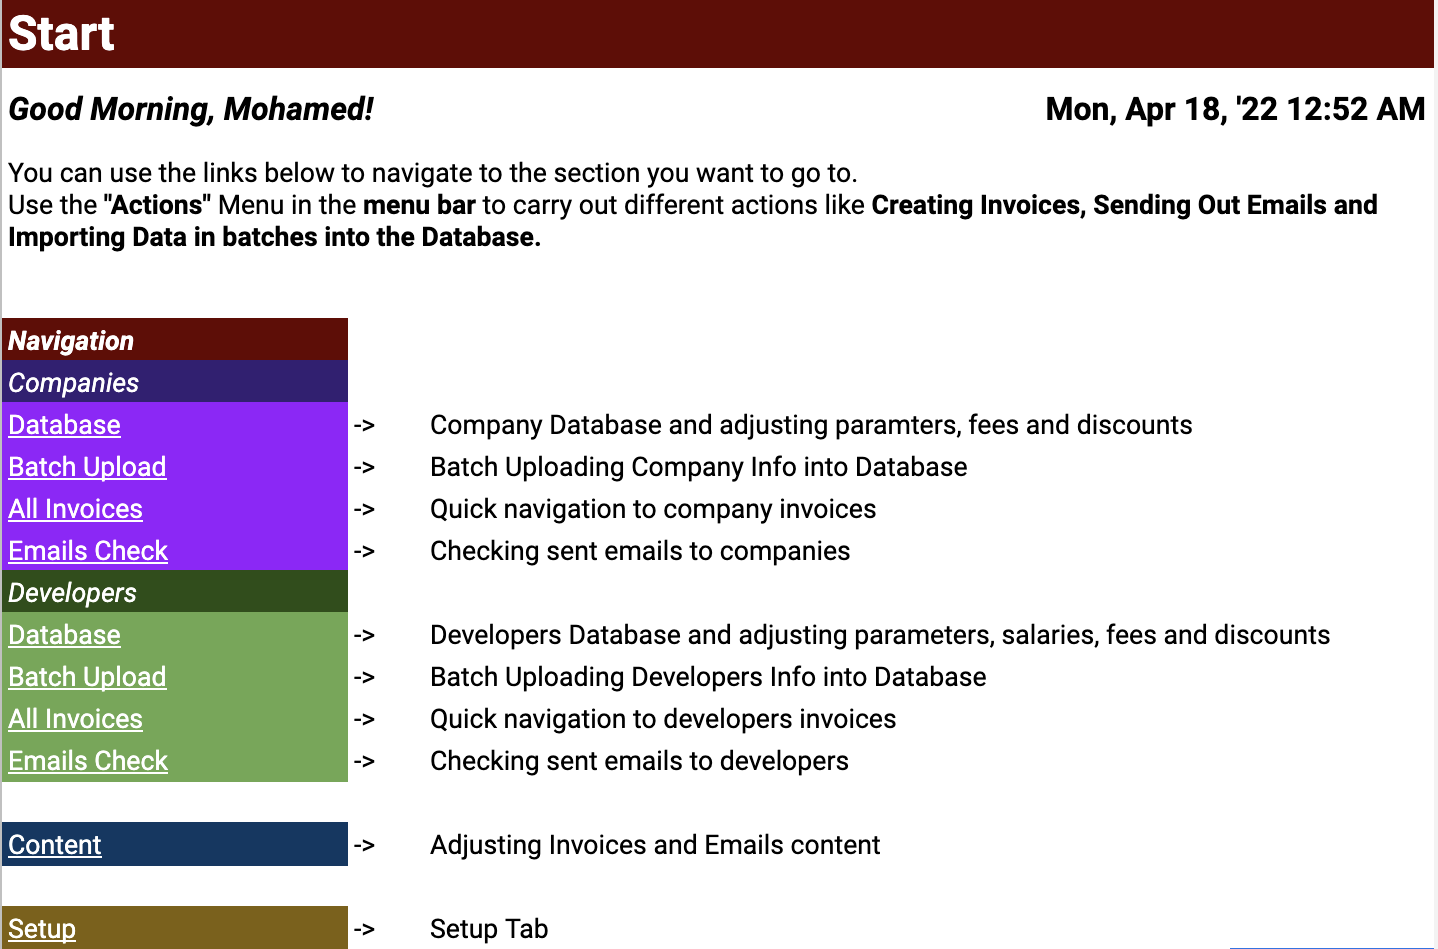 Start
Good Morning, Mohamed! Mon, Apr 18, '22 12:52 AM
You can use the links below to navigate to the section you want to go to.
Use the "Actions" Menu in the menu bar to carry out different actions like Creating Invoices, Sending Out Emails and
Importing Data in batches into the Database.
Navigation
Companies
Database -> Company Database and adjusting paramters, fees and discounts
Batch Upload -> Batch Uploading Company Info into Database
All Invoices -> Quick navigation to company invoices
Emails Check -> Checking sent emails to companies
Developers
Database -> Developers Database and adjusting parameters, salaries, fees and discounts
Batch Upload -> Batch Uploading Developers Info into Database
All Invoices -> Quick navigation to developers invoices
Emails Check -> Checking sent emails to developers
Content -> Adjusting Invoices and Emails content
Setup -> Setup Tab